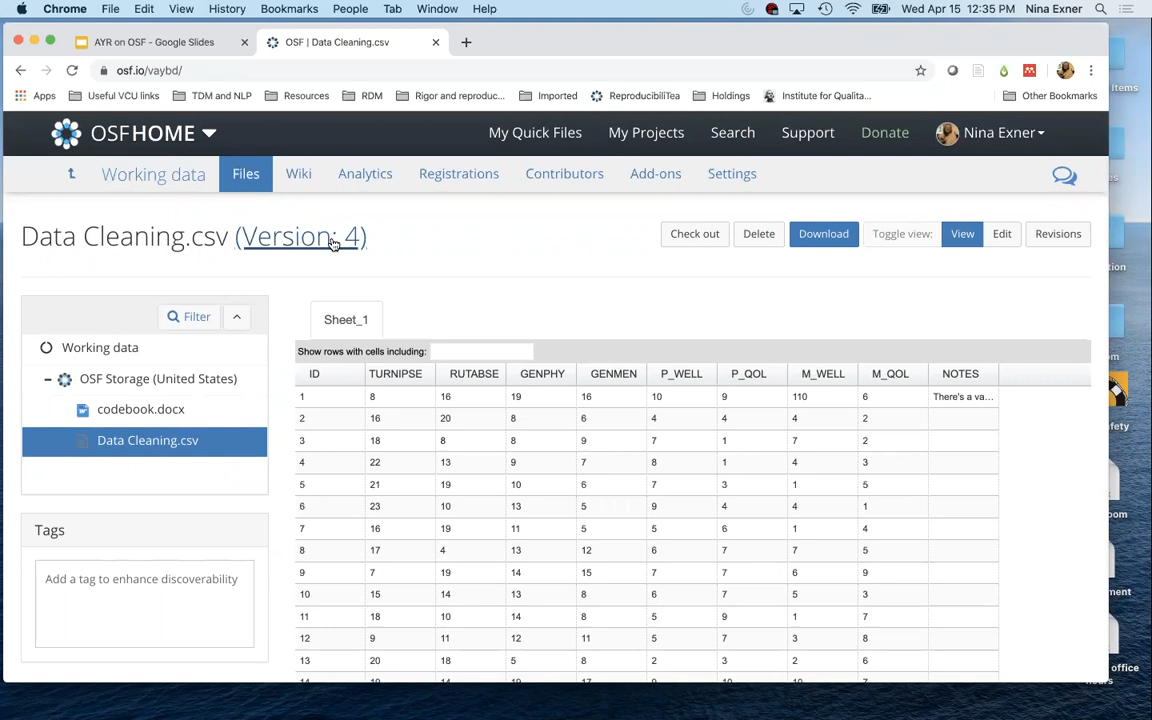 Chrome File Edit View History Bookmarks People Tab Window Help Wed Apr 15 12:35 PM Nina Exner
AYR on OSF - Google Slides OSF | Data Cleaning.csv
osf.io/vaybd/
Apps Useful VCU links TDM and NLP Resources RDM Rigor and reproduc... Imported ReproducibiliTea Holdings Institute for Qualita... Other Bookmarks
Items
OSFHOME My Quick Files My Projects Search Support Donate Nina Exner
Working data Files Wiki Analytics Registrations Contributors Add-ons Settings
Data Cleaning.csv (Version: 4) Check out Delete Download Toggle view: View Edit Revisions
Filter Sheet_1
Working data Show rows with cells including:
OSF Storage (United States)
codebook.docx
Data Cleaning.csv
Tags
Add a tag to enhance discoverability
ID TURNIPSE RUTABSE GENPHY GENMEN P_WELL P_QOL M_WELL M_QOL NOTES
1 8 16 19 16 10 9 110 6 There's a va...
2 16 20 8 6 4 4 4 2
3 18 8 8 9 7 1 7 2
4 22 13 9 7 8 1 4 3
5 21 19 10 6 7 3 1 5
6 23 10 13 5 9 4 4 1
7 16 19 11 5 5 6 1 4
8 17 4 13 12 6 7 7 5
9 7 19 14 15 7 7 6 9
10 15 14 13 8 6 7 5 3
11 18 10 14 8 5 9 1 7
12 9 11 12 11 5 7 3 8
13 20 18 5 8 2 3 2 6
office